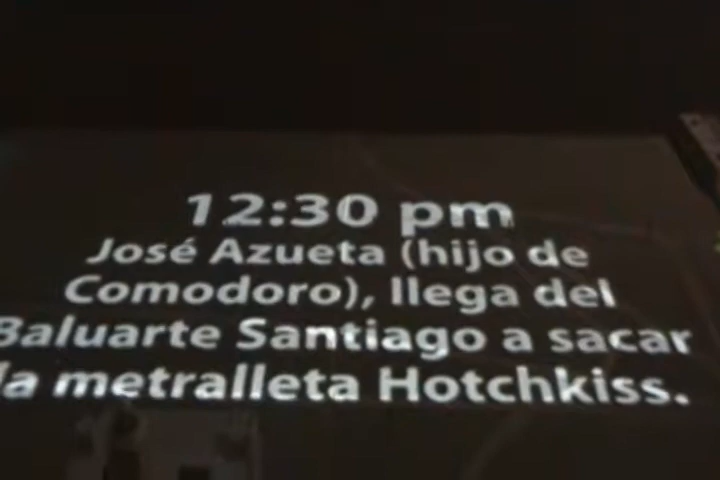 12:30 pm
José Azueta (hijo de
Comodoro), llega del
Baluarte Santiago a sacar
la metralleta Hotchkiss.